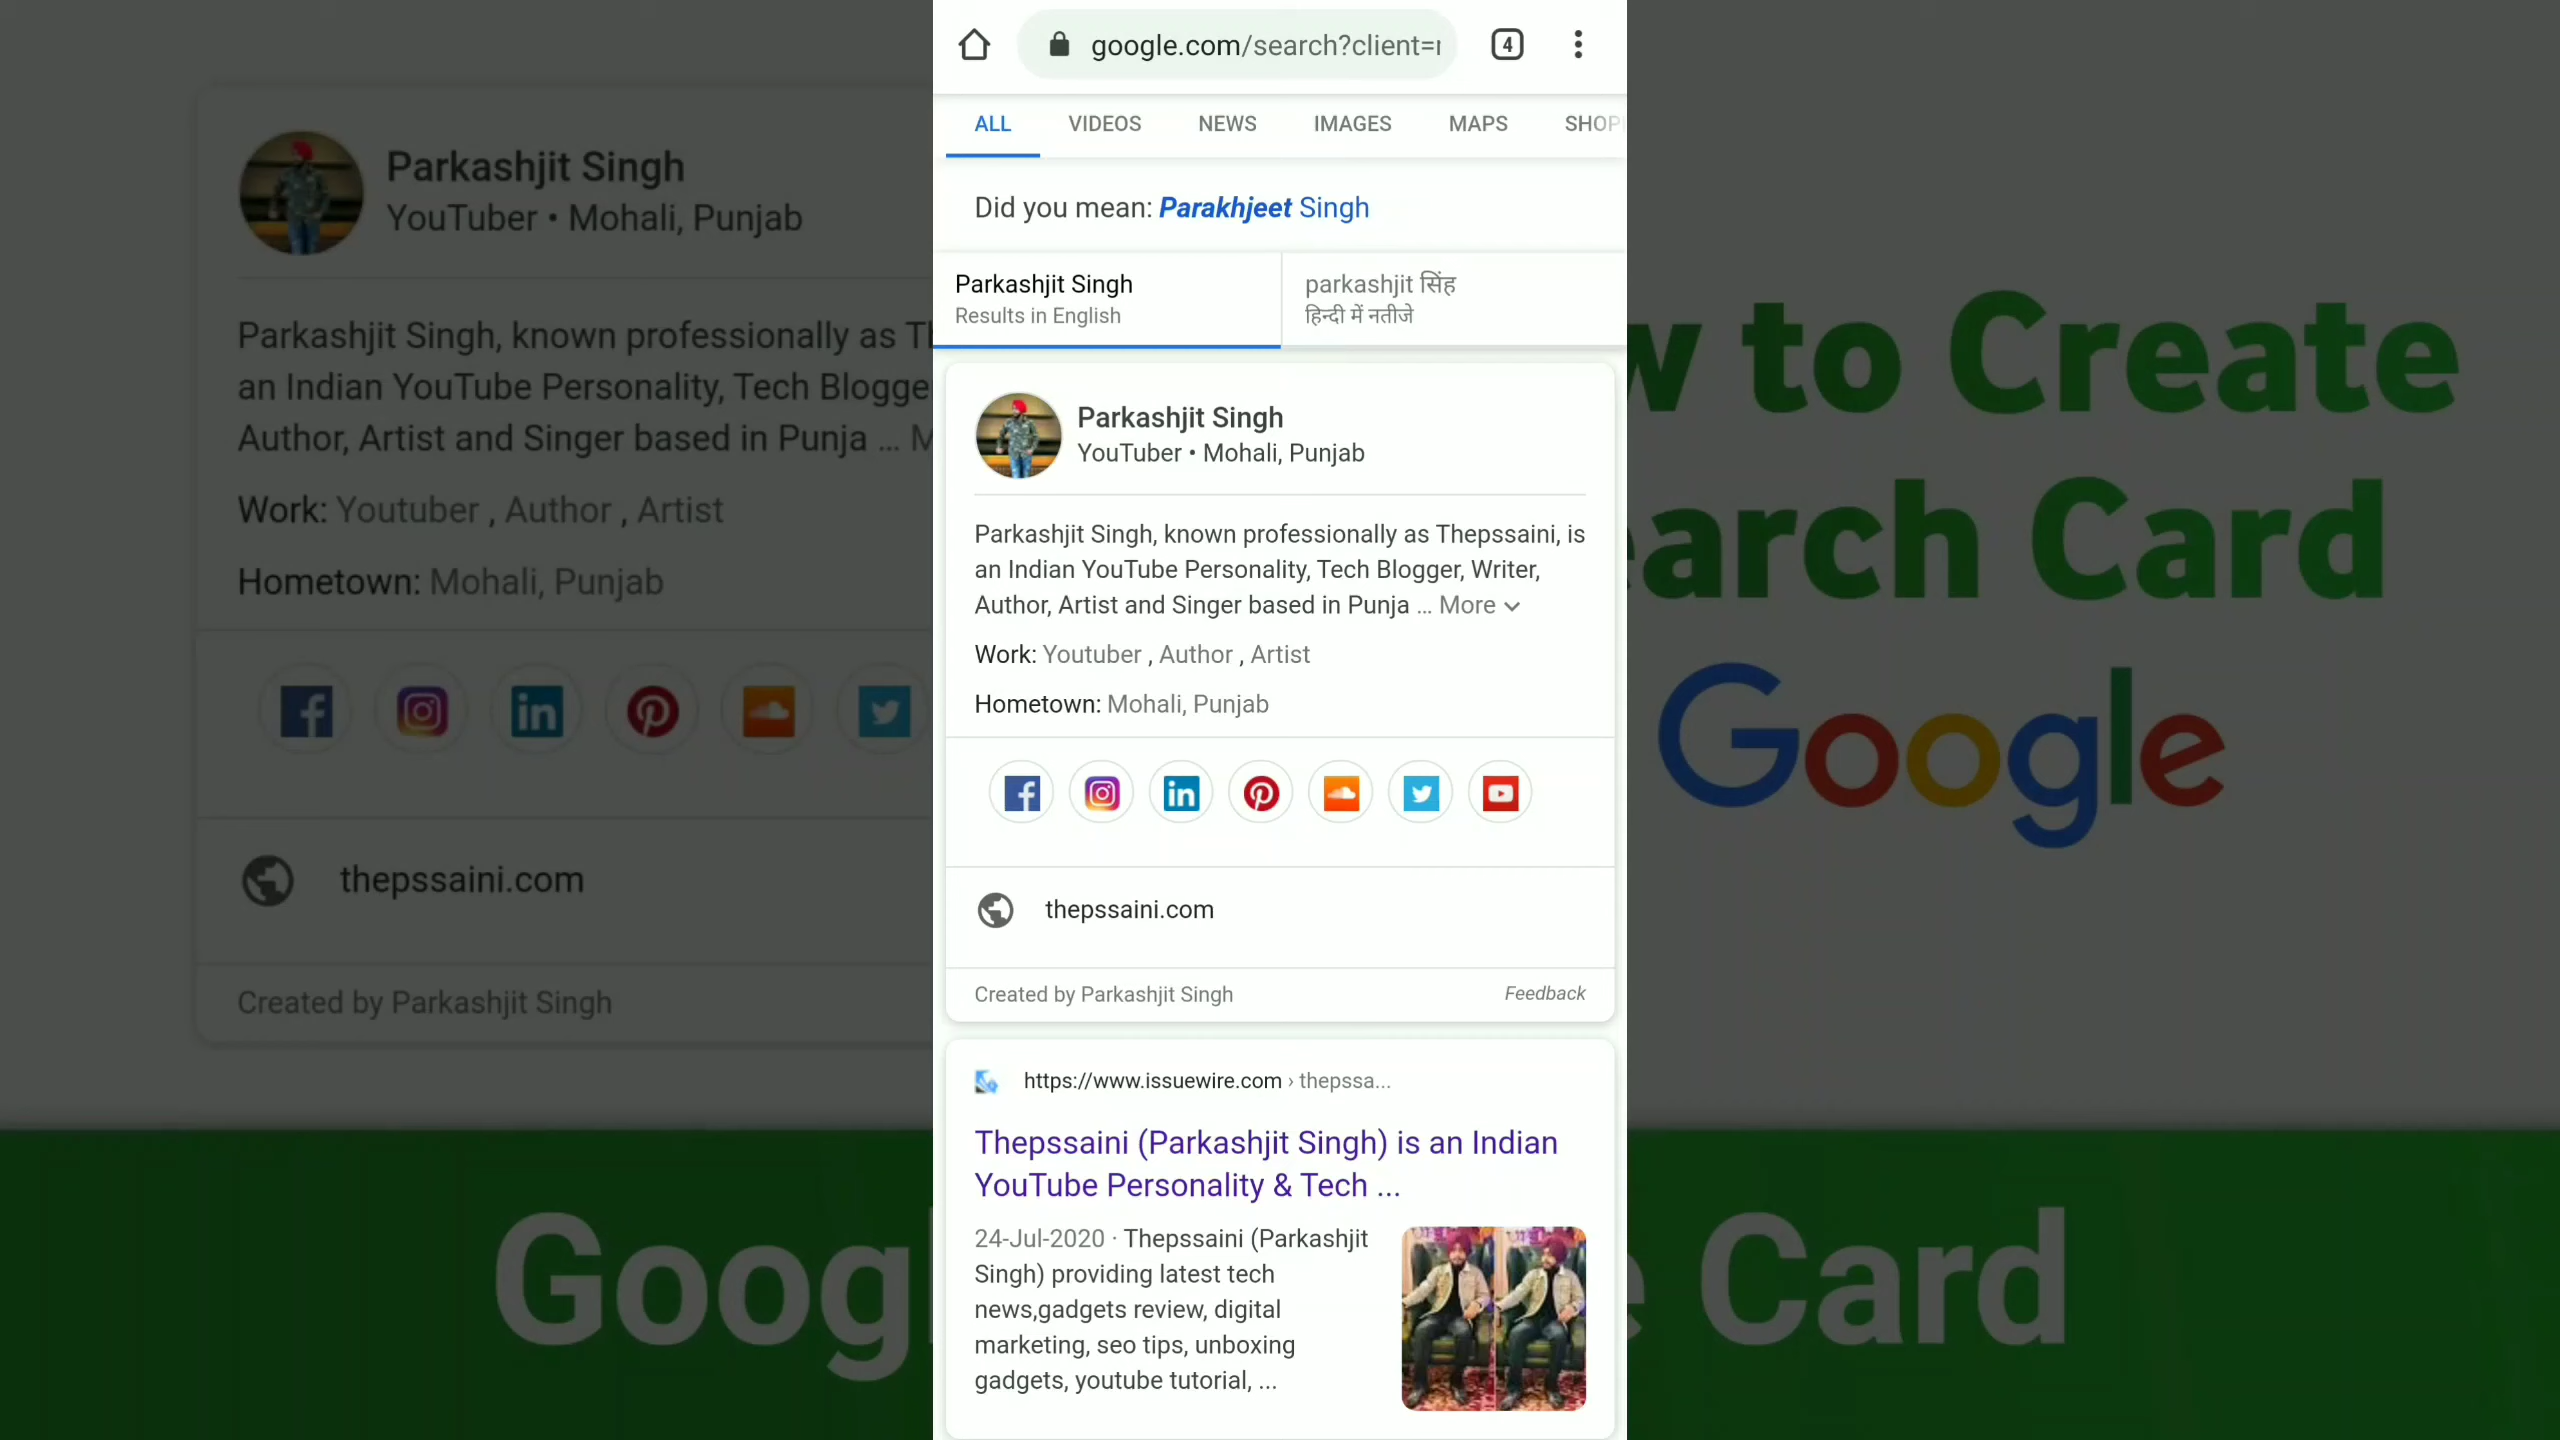 google.com/search?client=
4
ALL VIDEOS NEWS IMAGES MAPS SHOP
Did you mean: Parakhjeet Singh
Parkashjit Singh
Results in English
parkashjit सिंह
हिन्दी में नतीजे
Parkashjit Singh
YouTuber • Mohali, Punjab
Parkashjit Singh, known professionally as Thepssaini, is
an Indian YouTube Personality, Tech Blogger, Writer,
Author, Artist and Singer based in Punja ... More
Work: Youtuber , Author , Artist
Hometown: Mohali, Punjab
thepssaini.com
Created by Parkashjit Singh Feedback
https://www.issuewire.com › thepssa...
Thepssaini (Parkashjit Singh) is an Indian
YouTube Personality & Tech ...
24-Jul-2020 · Thepssaini (Parkashjit
Singh) providing latest tech
news,gadgets review, digital
marketing, seo tips, unboxing
gadgets, youtube tutorial, ...
Parkashjit Singh
YouTuber • Mohali, Punjab
Parkashjit Singh, known professionally as
an Indian YouTube Personality, Tech Blogge
Author, Artist and Singer based in Punja ...
Work: Youtuber , Author , Artist
Hometown: Mohali, Punjab
thepssaini.com
Created by Parkashjit Singh
w to Create
arch Card
Google
Goog Card